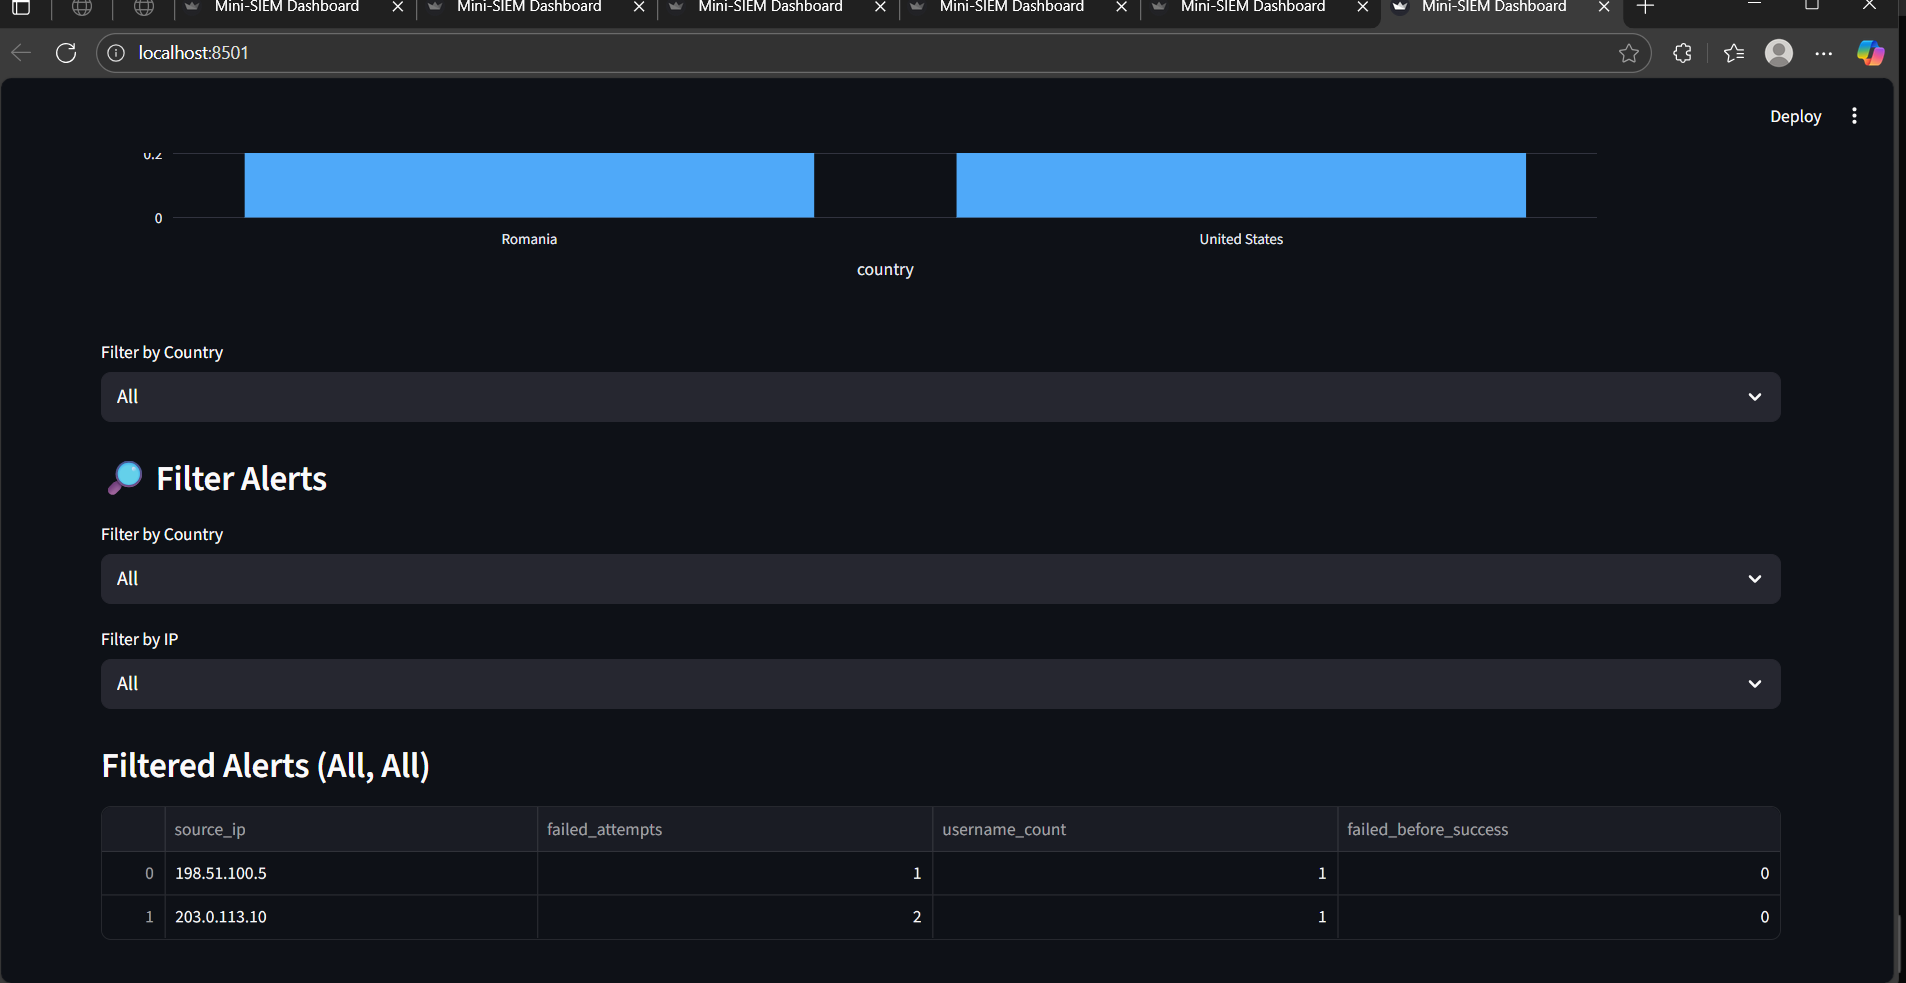 Mini-SIEM Dashboard Mini-SIEM Dashboard Mini-SIEM Dashboard Mini-SIEM Dashboard Mini-SIEM Dashboard Mini-SIEM Dashboard
localhost:8501
Deploy
0.2
0
Romania United States
country
Filter by Country
All
Filter Alerts
Filter by Country
All
Filter by IP
All
Filtered Alerts (All, All)
source_ip failed_attempts username_count failed_before_success
0 198.51.100.5 1 1 0
1 203.0.113.10 2 1 0